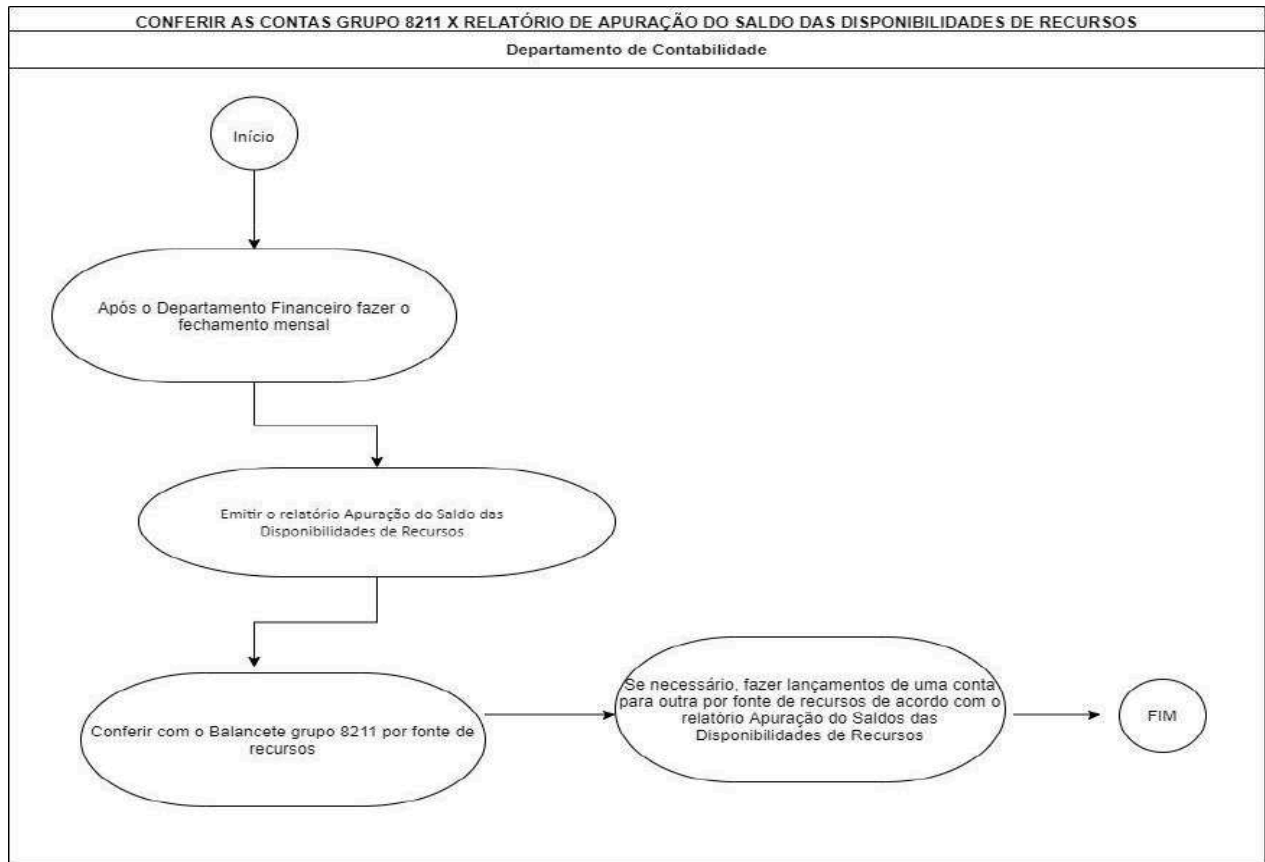 CONFERIR AS CONTAS GRUPO 8211 X RELATÓRIO DE APURAÇÃO DO SALDO DAS DISPONIBILIDADES DE RECURSOS
Departamento de Contabilidade
Início
Após o Departamento Financeiro fazer o
fechamento mensal
Emitir o relatório Apuração do Saldo das
Disponibilidades de Recursos
Conferir com o Balancete grupo 8211 por fonte de
recursos
Se necessário, fazer lançamentos de uma conta
para outra por fonte de recursos de acordo com o
relatório Apuração do Saldos das
Disponibilidades de Recursos
FIM